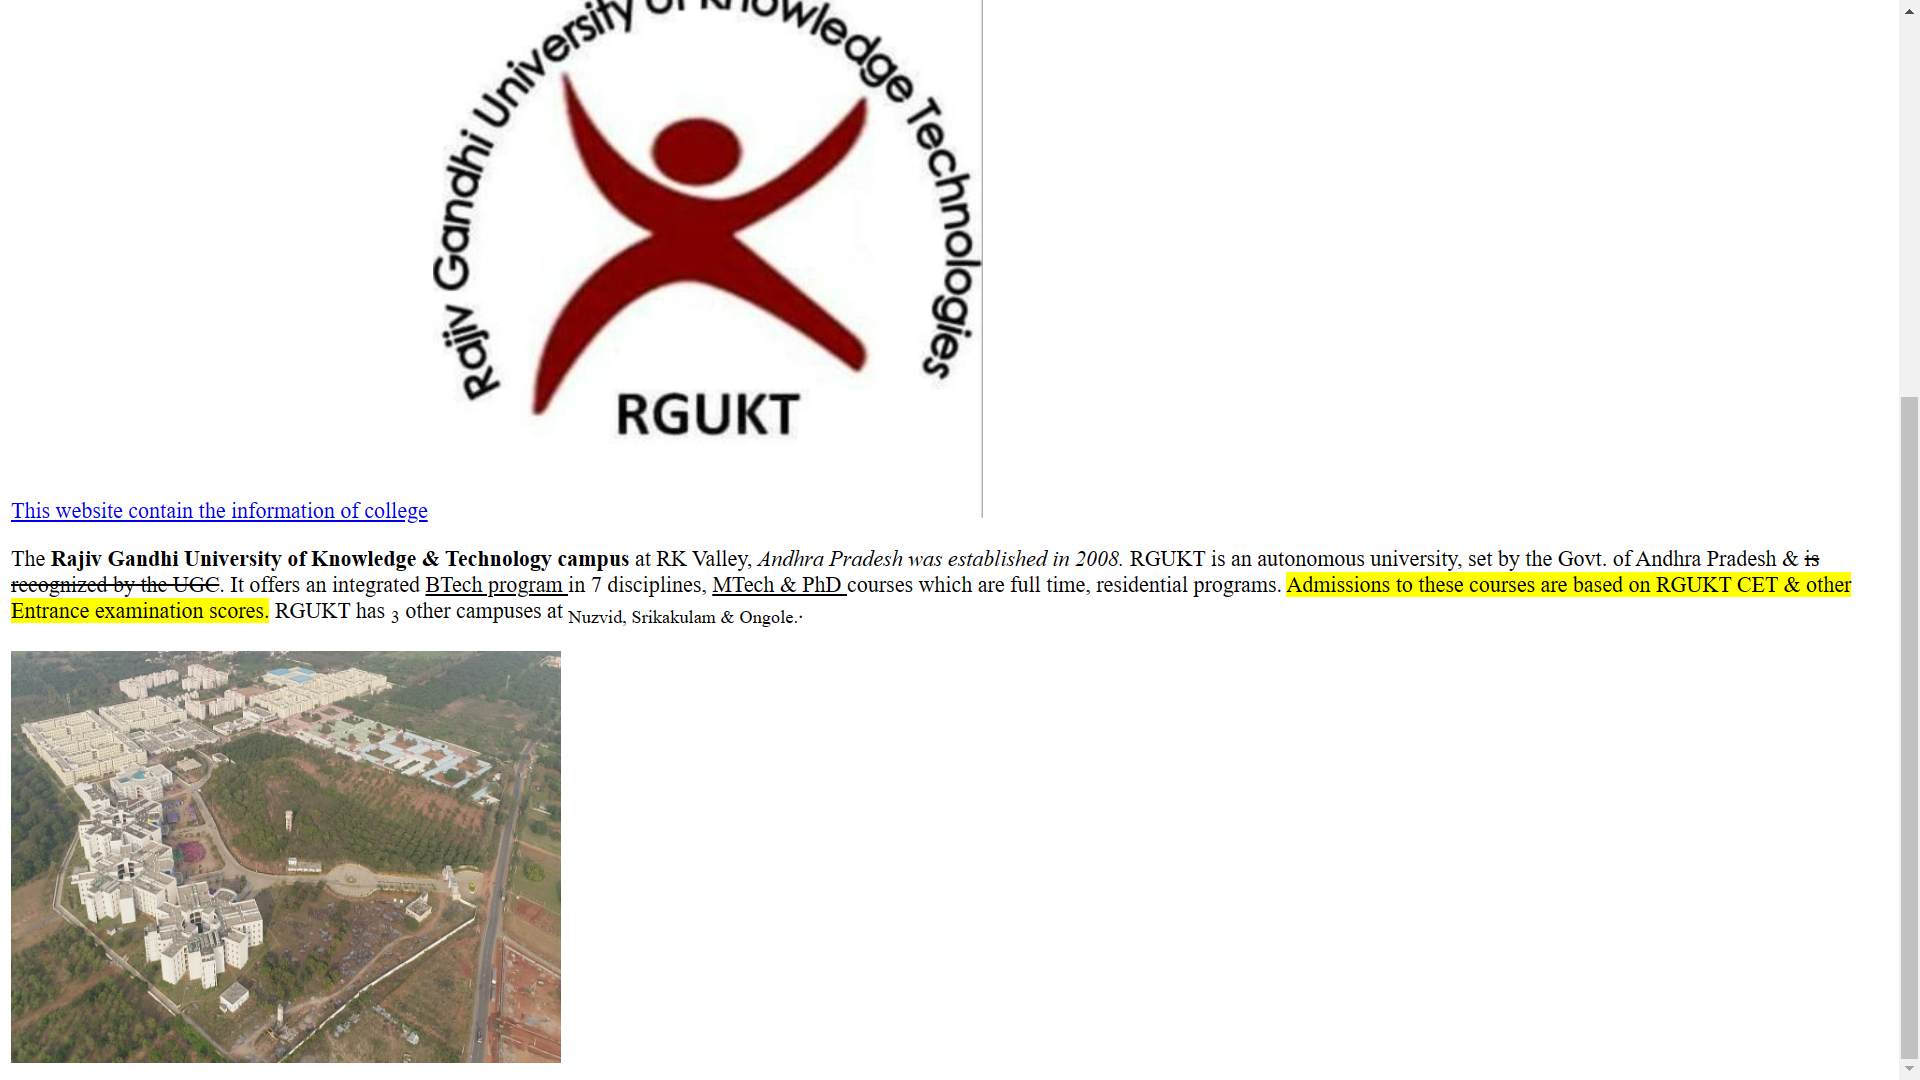 Rajiv Gandhi University of Knowledge Technologies
RGUKT
This website contain the information of college
The Rajiv Gandhi University of Knowledge & Technology campus at RK Valley, Andhra Pradesh was established in 2008. RGUKT is an autonomous university, set by the Govt. of Andhra Pradesh & is
recognized by the UGC. It offers an integrated BTech program in 7 disciplines, MTech & PhD courses which are full time, residential programs. Admissions to these courses are based on RGUKT CET & other
Entrance examination scores. RGUKT has 3 other campuses at Nuzvid, Srikakulam & Ongole..